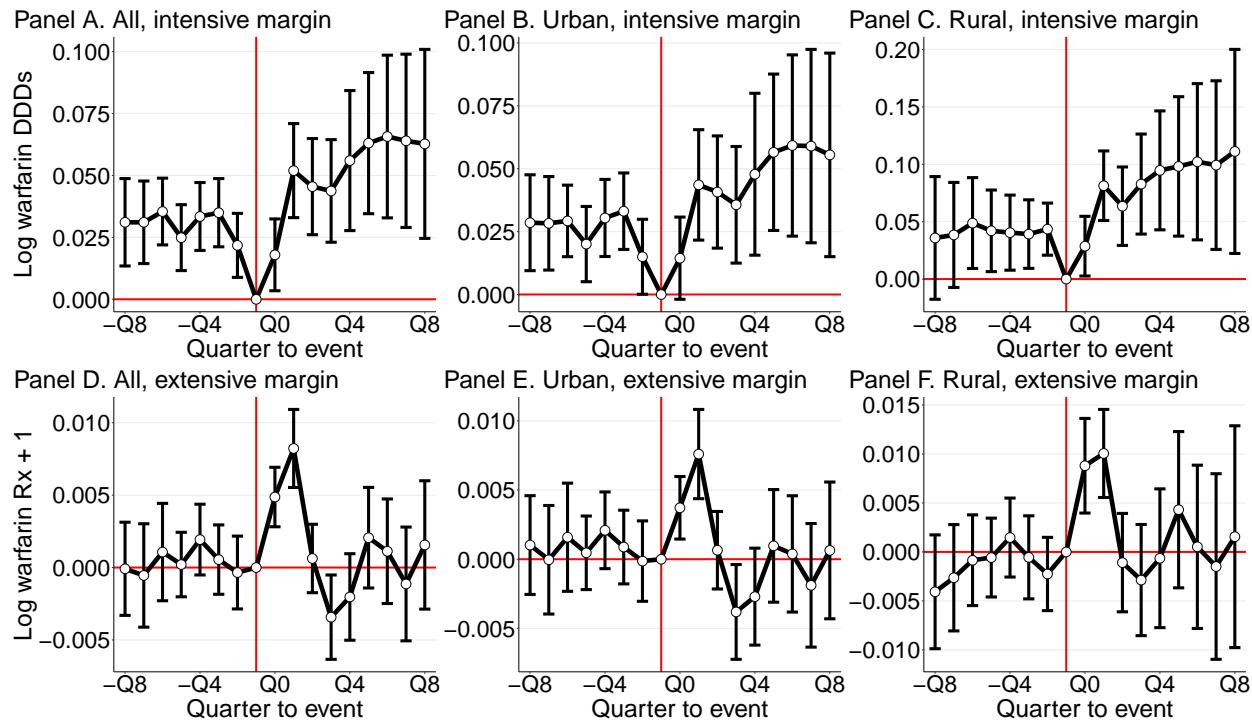 Panel A. All, intensive margin
Log warfarin DDDs
0.100
0.075
0.050
0.025
0.000
−Q8 −Q4 Q0 Q4 Q8
Quarter to event
Panel B. Urban, intensive margin
0.100
0.075
0.050
0.025
0.000
−Q8 −Q4 Q0 Q4 Q8
Quarter to event
Panel C. Rural, intensive margin
0.20
0.15
0.10
0.05
0.00
−Q8 −Q4 Q0 Q4 Q8
Quarter to event
Panel D. All, extensive margin
Log warfarin Rx + 1
0.010
0.005
0.000
−0.005
−Q8 −Q4 Q0 Q4 Q8
Quarter to event
Panel E. Urban, extensive margin
0.010
0.005
0.000
−0.005
−Q8 −Q4 Q0 Q4 Q8
Quarter to event
Panel F. Rural, extensive margin
0.015
0.010
0.005
0.000
−0.005
−0.010
−Q8 −Q4 Q0 Q4 Q8
Quarter to event